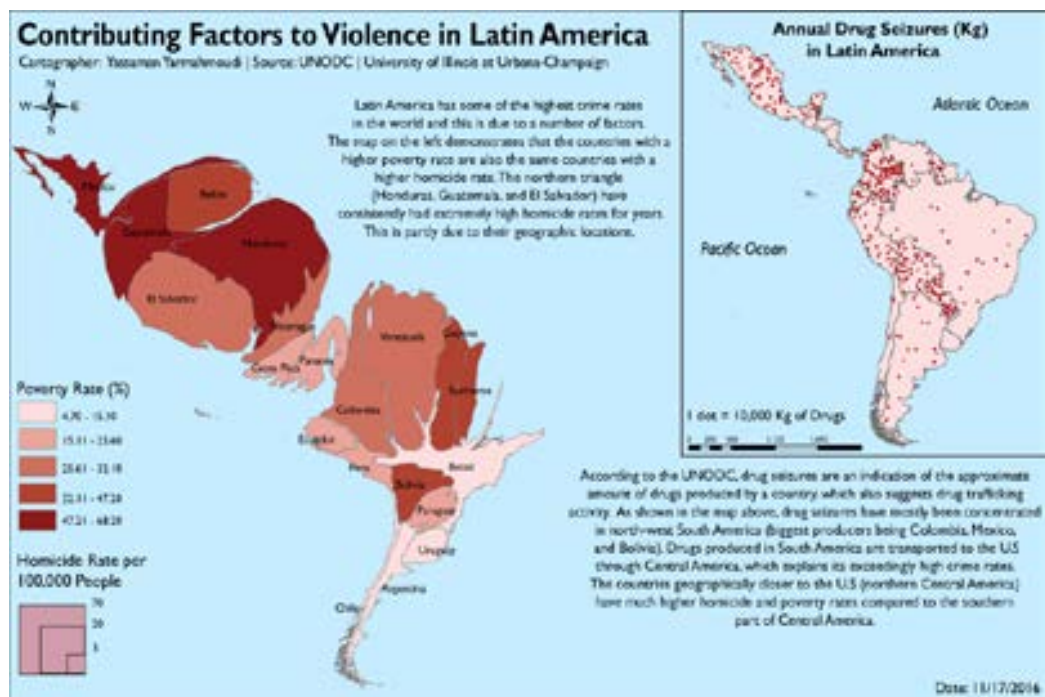 Contributing Factors to Violence in Latin America
Cartographer: Yassaman Yarmahmoudi | Source: UNODC | University of Illinois at Urbana-Champaign
N
W
E
S
Latin America has some of the highest crime rates
in the world and this is due to a number of factors.
The map on the left demonstrates that the countries with a
higher poverty rate are also the same countries with a
higher homicide rate. The northern triangle
(Honduras, Guatemala, and El Salvador) have
consistently had extremely high homicide rates for years.
This is partly due to their geographic locations.
Mexico
Belize
Guatemala
Honduras
El Salvador
Nicaragua
Costa Rica
Panama
Venezuela
Guyana
Suriname
Colombia
Ecuador
Peru
Brazil
Bolivia
Paraguay
Uruguay
Argentina
Chile
Poverty Rate (%)
47.21 - 68.20
Homicide Rate per
100,000 People
20
Annual Drug Seizures (Kg)
in Latin America
Atlantic Ocean
Pacific Ocean
1 dot = 10,000 Kg of Drugs
According to the UNODC, drug seizures are an indication of the approximate
amount of drugs produced by a country which also suggests drug trafficking
activity. As shown in the map above, drug seizures have mostly been concentrated
in north-west South America (biggest producers being Colombia, Mexico,
and Bolivia). Drugs produced in South America are transported to the U.S
through Central America, which explains its exceedingly high crime rates.
The countries geographically closer to the U.S (northern Central America)
have much higher homicide and poverty rates compared to the southern
part of Central America.
Date: 11/17/2016